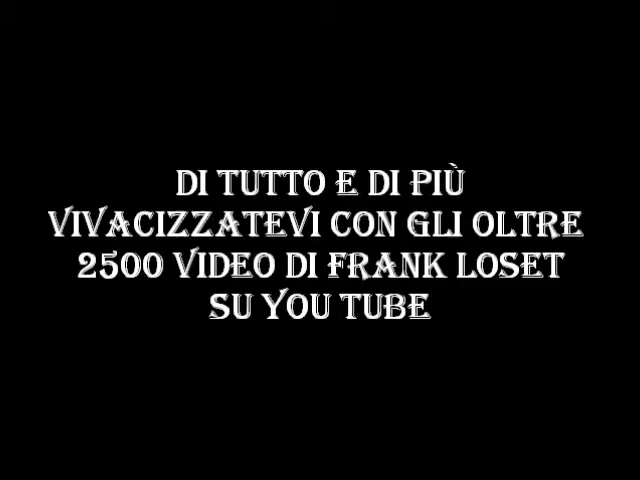 DI TUTTO E DI PIÙ
VIVACIZZATEVI CON GLI OLTRE
2500 VIDEO DI FRANK LOSET
SU YOU TUBE